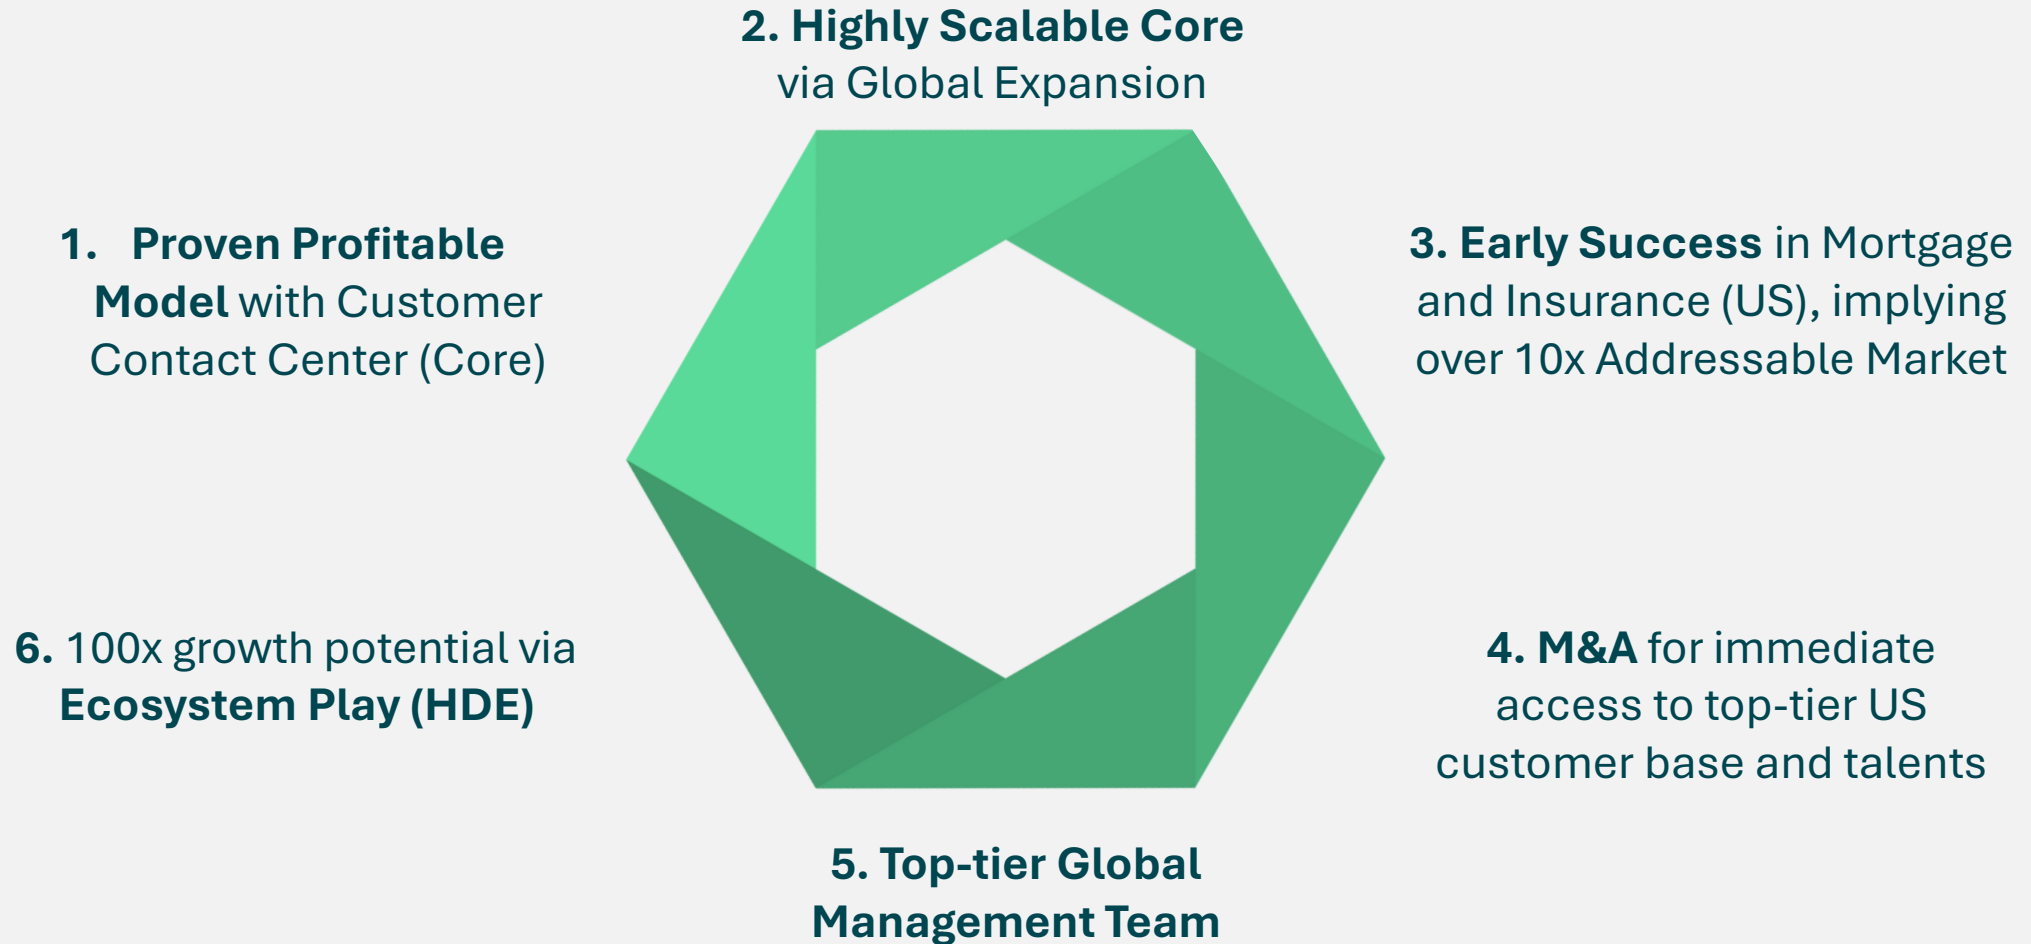 1. Proven Profitable
Model with Customer
Contact Center (Core)
2. Highly Scalable Core
via Global Expansion
3. Early Success in Mortgage
and Insurance (US), implying
over 10x Addressable Market
4. M&A for immediate
access to top-tier US
customer base and talents
5. Top-tier Global
Management Team
6. 100x growth potential via
Ecosystem Play (HDE)